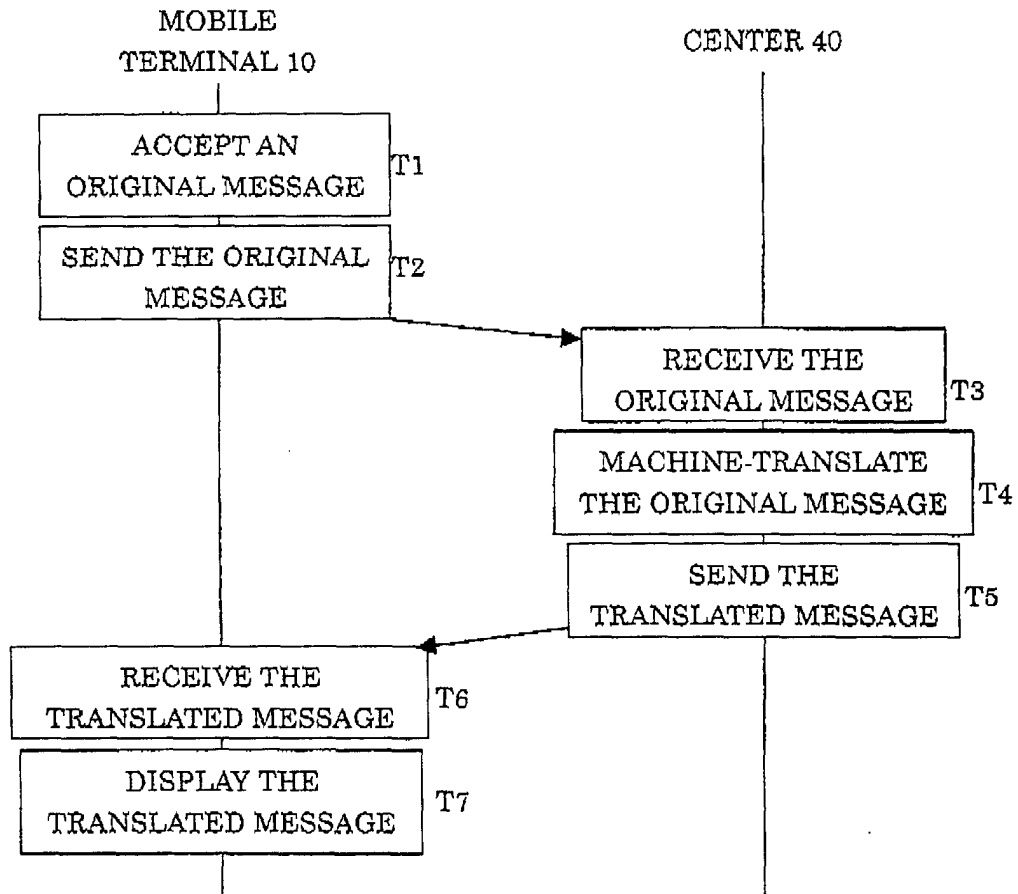 MOBILE
TERMINAL 10
CENTER 40
ACCEPT AN
ORIGINAL MESSAGE
T1
SEND THE ORIGINAL
MESSAGE
T2
RECEIVE THE
ORIGINAL MESSAGE
T3
MACHINE-TRANSLATE
THE ORIGINAL MESSAGE
T4
SEND THE
TRANSLATED MESSAGE
T5
RECEIVE THE
TRANSLATED MESSAGE
T6
DISPLAY THE
TRANSLATED MESSAGE
T7